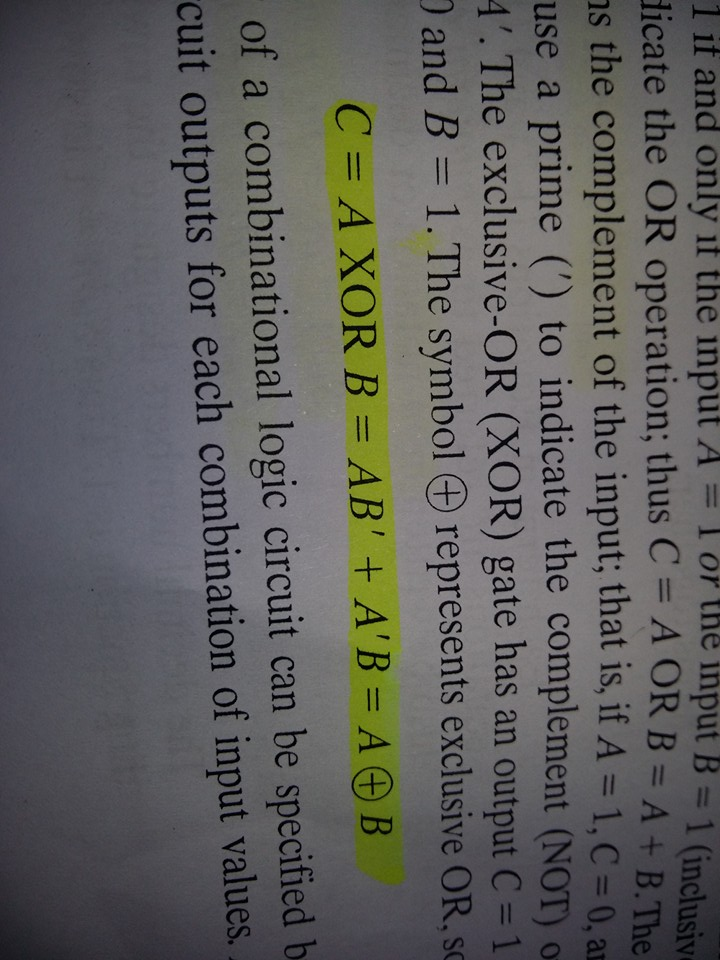 1 if and only if the input A = 1 or the input B = 1 (inclusiv
dicate the OR operation; thus C = A OR B = A + B. The
ns the complement of the input; that is, if A = 1, C = 0, a
use a prime (′) to indicate the complement (NOT) o
A′. The exclusive-OR (XOR) gate has an output C = 1
0 and B = 1. The symbol ⊕ represents exclusive OR, so
C = A XOR B = AB′ + A′B = A ⊕ B
of a combinational logic circuit can be specified b
cuit outputs for each combination of input values.